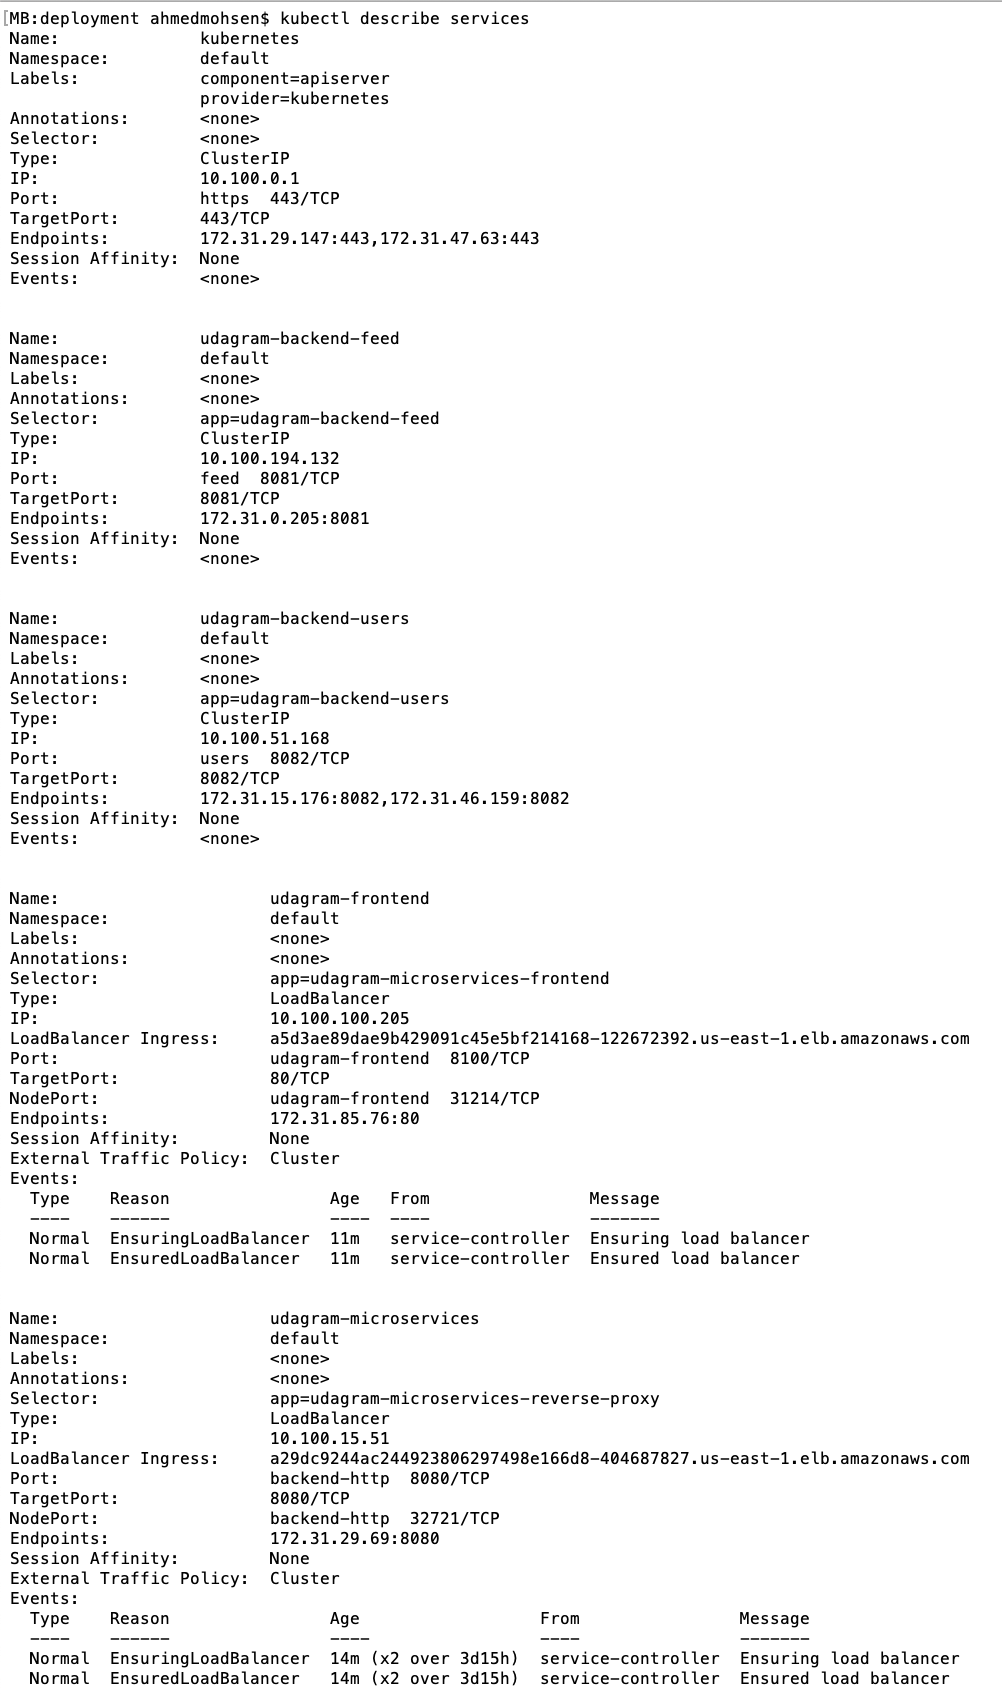 [MB:deployment ahmedmohsen$ kubectl describe services
Name:              kubernetes
Namespace:         default
Labels:            component=apiserver
                   provider=kubernetes
Annotations:       <none>
Selector:          <none>
Type:              ClusterIP
IP:                10.100.0.1
Port:              https  443/TCP
TargetPort:        443/TCP
Endpoints:         172.31.29.147:443,172.31.47.63:443
Session Affinity:  None
Events:            <none>


Name:              udagram-backend-feed
Namespace:         default
Labels:            <none>
Annotations:       <none>
Selector:          app=udagram-backend-feed
Type:              ClusterIP
IP:                10.100.194.132
Port:              feed  8081/TCP
TargetPort:        8081/TCP
Endpoints:         172.31.0.205:8081
Session Affinity:  None
Events:            <none>


Name:              udagram-backend-users
Namespace:         default
Labels:            <none>
Annotations:       <none>
Selector:          app=udagram-backend-users
Type:              ClusterIP
IP:                10.100.51.168
Port:              users  8082/TCP
TargetPort:        8082/TCP
Endpoints:         172.31.15.176:8082,172.31.46.159:8082
Session Affinity:  None
Events:            <none>


Name:                     udagram-frontend
Namespace:                default
Labels:                   <none>
Annotations:              <none>
Selector:                 app=udagram-microservices-frontend
Type:                     LoadBalancer
IP:                       10.100.100.205
LoadBalancer Ingress:     a5d3ae89dae9b429091c45e5bf214168-122672392.us-east-1.elb.amazonaws.com
Port:                     udagram-frontend  8100/TCP
TargetPort:               80/TCP
NodePort:                 udagram-frontend  31214/TCP
Endpoints:                172.31.85.76:80
Session Affinity:         None
External Traffic Policy:  Cluster
Events:
  Type    Reason                Age   From                Message
  ----    ------                ----  ----                -------
  Normal  EnsuringLoadBalancer  11m   service-controller  Ensuring load balancer
  Normal  EnsuredLoadBalancer   11m   service-controller  Ensured load balancer


Name:                     udagram-microservices
Namespace:                default
Labels:                   <none>
Annotations:              <none>
Selector:                 app=udagram-microservices-reverse-proxy
Type:                     LoadBalancer
IP:                       10.100.15.51
LoadBalancer Ingress:     a29dc9244ac244923806297498e166d8-404687827.us-east-1.elb.amazonaws.com
Port:                     backend-http  8080/TCP
TargetPort:               8080/TCP
NodePort:                 backend-http  32721/TCP
Endpoints:                172.31.29.69:8080
Session Affinity:         None
External Traffic Policy:  Cluster
Events:
  Type    Reason                Age                  From                Message
  ----    ------                ----                 ----                -------
  Normal  EnsuringLoadBalancer  14m (x2 over 3d15h)  service-controller  Ensuring load balancer
  Normal  EnsuredLoadBalancer   14m (x2 over 3d15h)  service-controller  Ensured load balancer